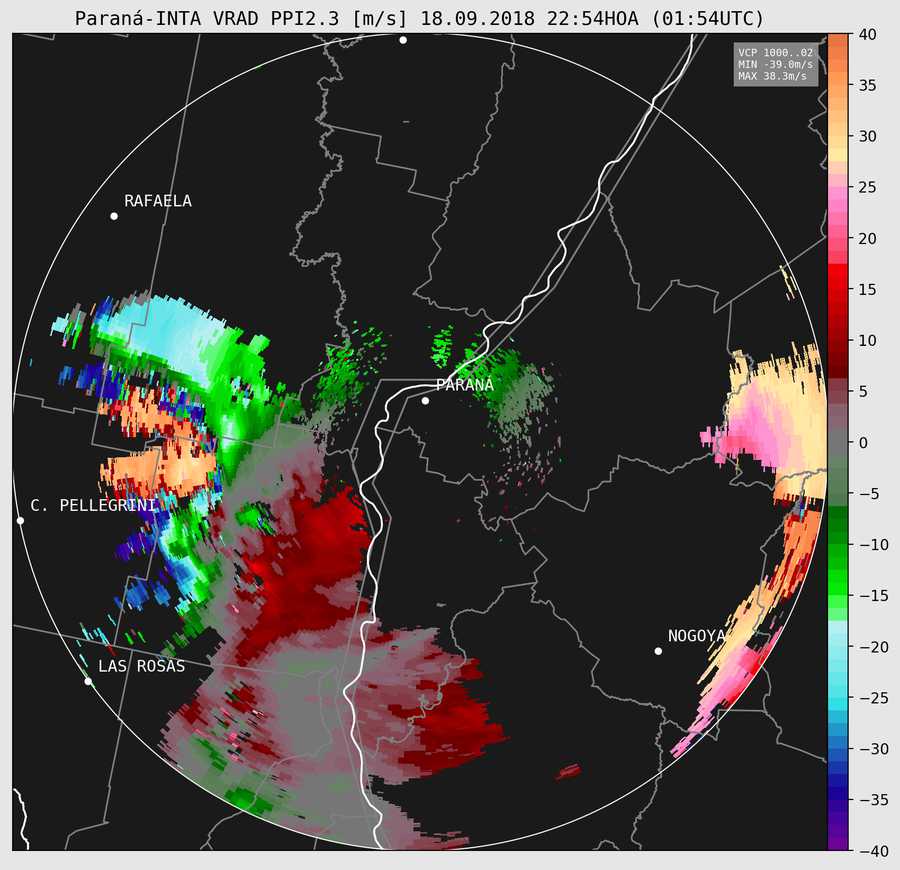 Paraná-INTA VRAD PPI2.3 [m/s] 18.09.2018 22:54HOA (01:54UTC)
VCP 1000..02
MIN -39.0m/s
MAX 38.3m/s
RAFAELA
PARANÁ
C. PELLEGRINI
NOGOYA
LAS ROSAS
40
35
30
25
20
15
10
5
0
−5
−10
−15
−20
−25
−30
−35
−40